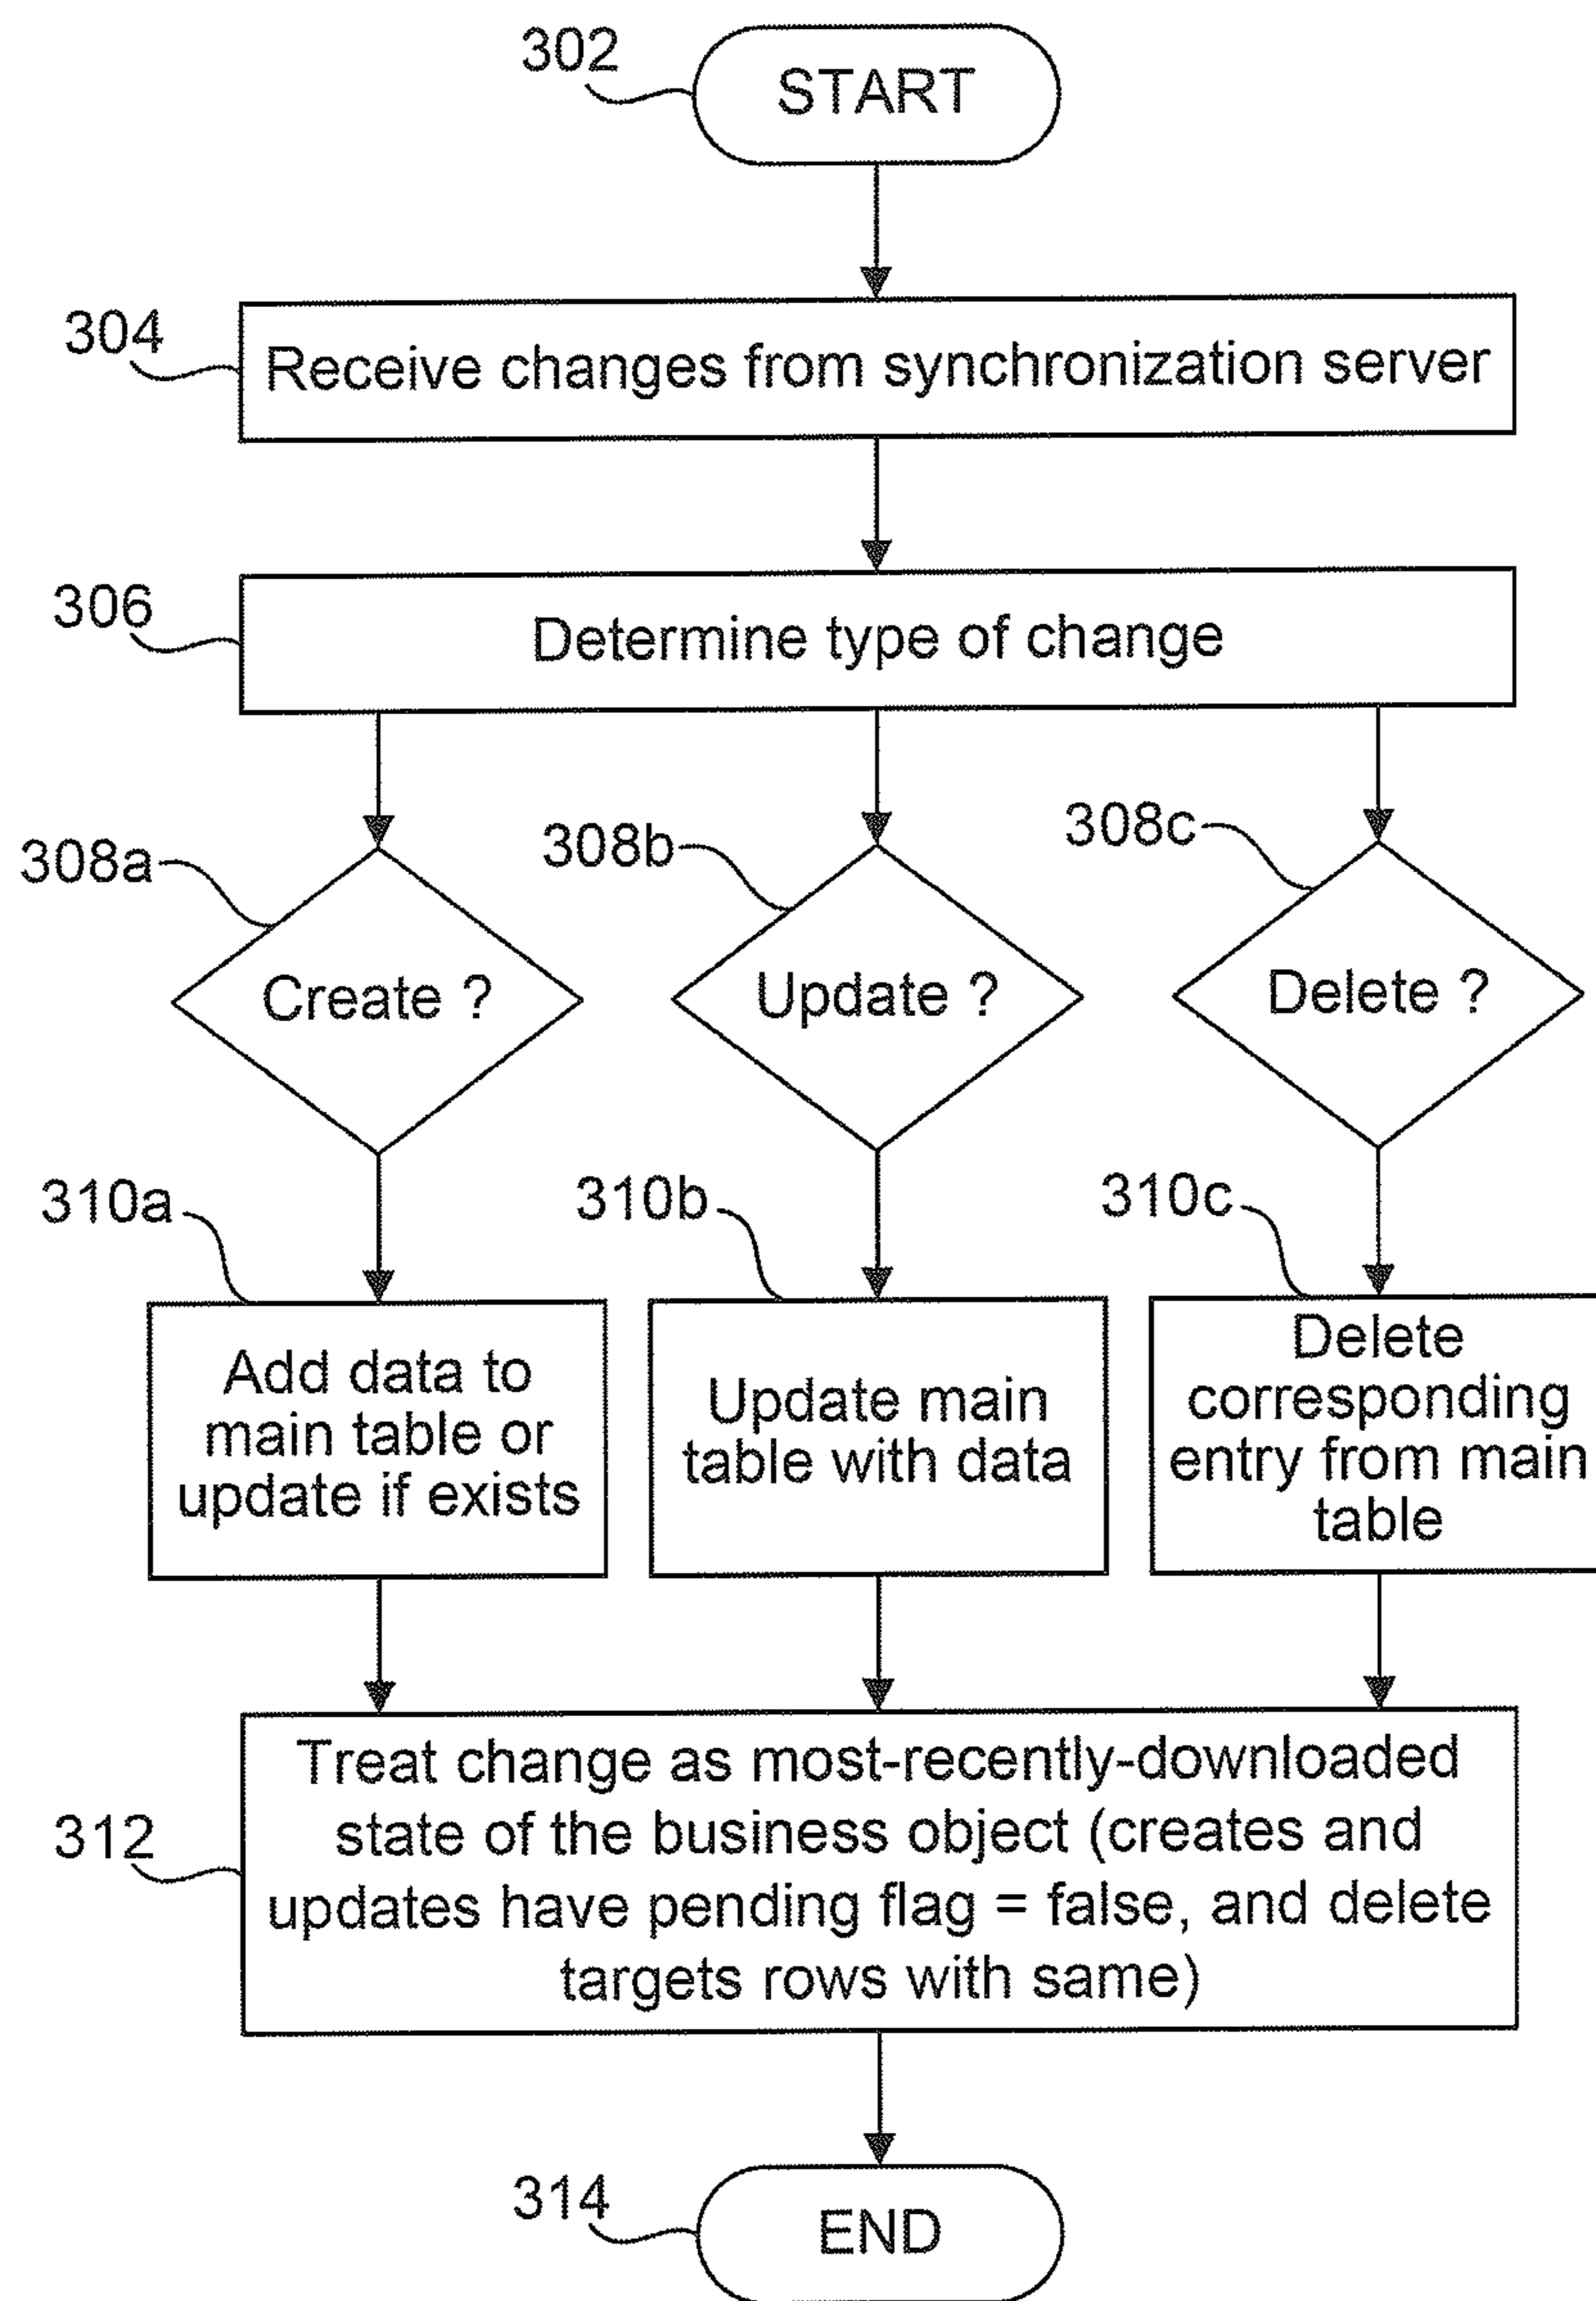 302
START
304
Receive changes from synchronization server
306
Determine type of change
308a
308b
308c
Create ?
Update ?
Delete ?
310a
310b
310c
Add data to
main table or
update if exists
Update main
table with data
Delete
corresponding
entry from main
table
312
Treat change as most-recently-downloaded
state of the business object (creates and
updates have pending flag = false, and delete
targets rows with same)
314
END